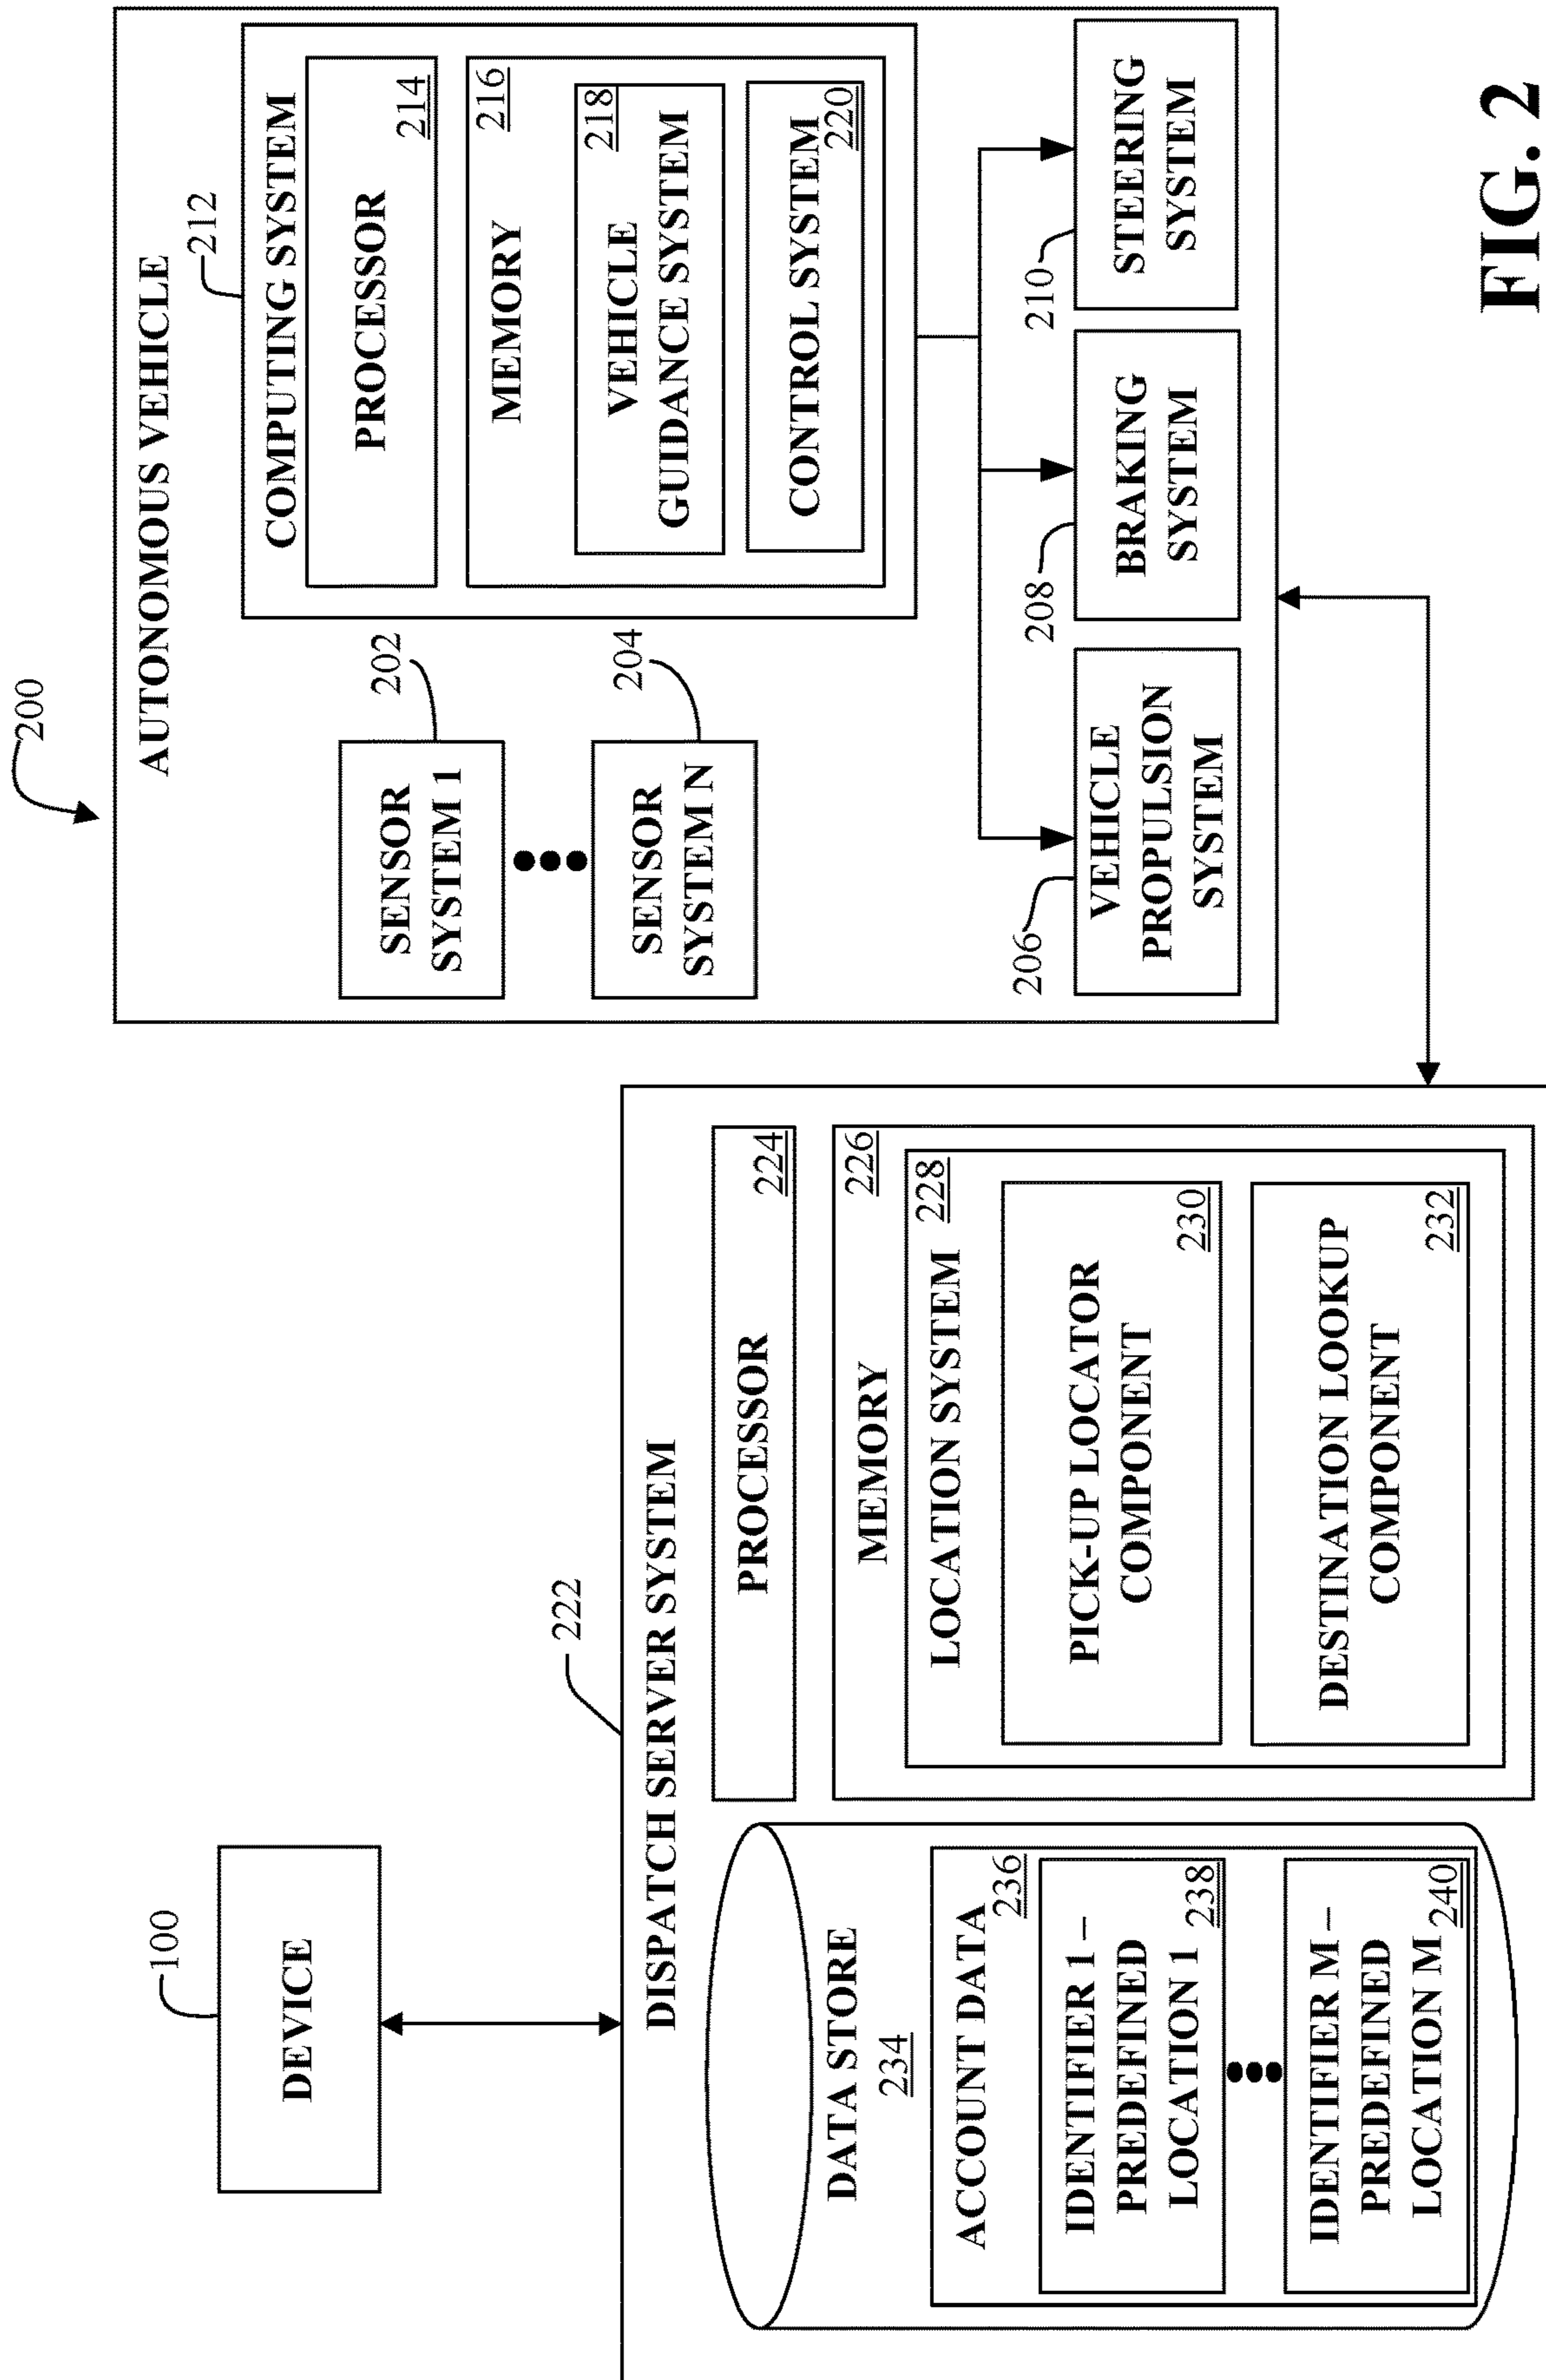 200
AUTONOMOUS VEHICLE
212
COMPUTING SYSTEM
PROCESSOR
214
MEMORY
216
VEHICLE
GUIDANCE SYSTEM
218
CONTROL SYSTEM
220
SENSOR
SYSTEM 1
202
SENSOR
SYSTEM N
204
206
VEHICLE
PROPULSION
SYSTEM
208
BRAKING
SYSTEM
210
STEERING
SYSTEM
100
DEVICE
222
DISPATCH SERVER SYSTEM
PROCESSOR
224
MEMORY
226
LOCATION SYSTEM
228
PICK-UP LOCATOR
COMPONENT
230
DESTINATION LOOKUP
COMPONENT
232
DATA STORE
234
ACCOUNT DATA
236
IDENTIFIER 1 –
PREDEFINED
LOCATION 1
238
IDENTIFIER M –
PREDEFINED
LOCATION M
240
FIG. 2